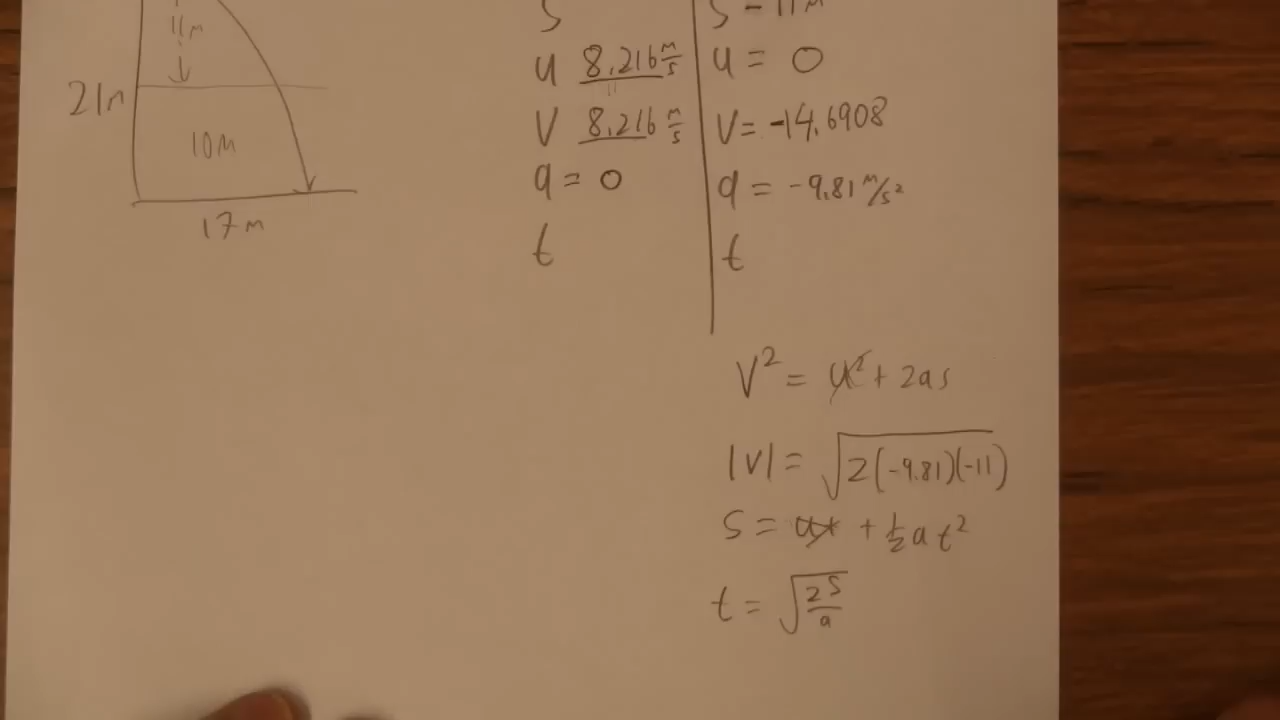 11m
21m
10m
17m
S
u 8.216 m/s
v 8.216 m/s
a = 0
t
S - 11m
u = 0
v = -14.6908
a = -9.81 m/s²
t
v² = u² + 2as
|v| = √2(-9.81)(-11)
s = ut + ½at²
t = √2s/a